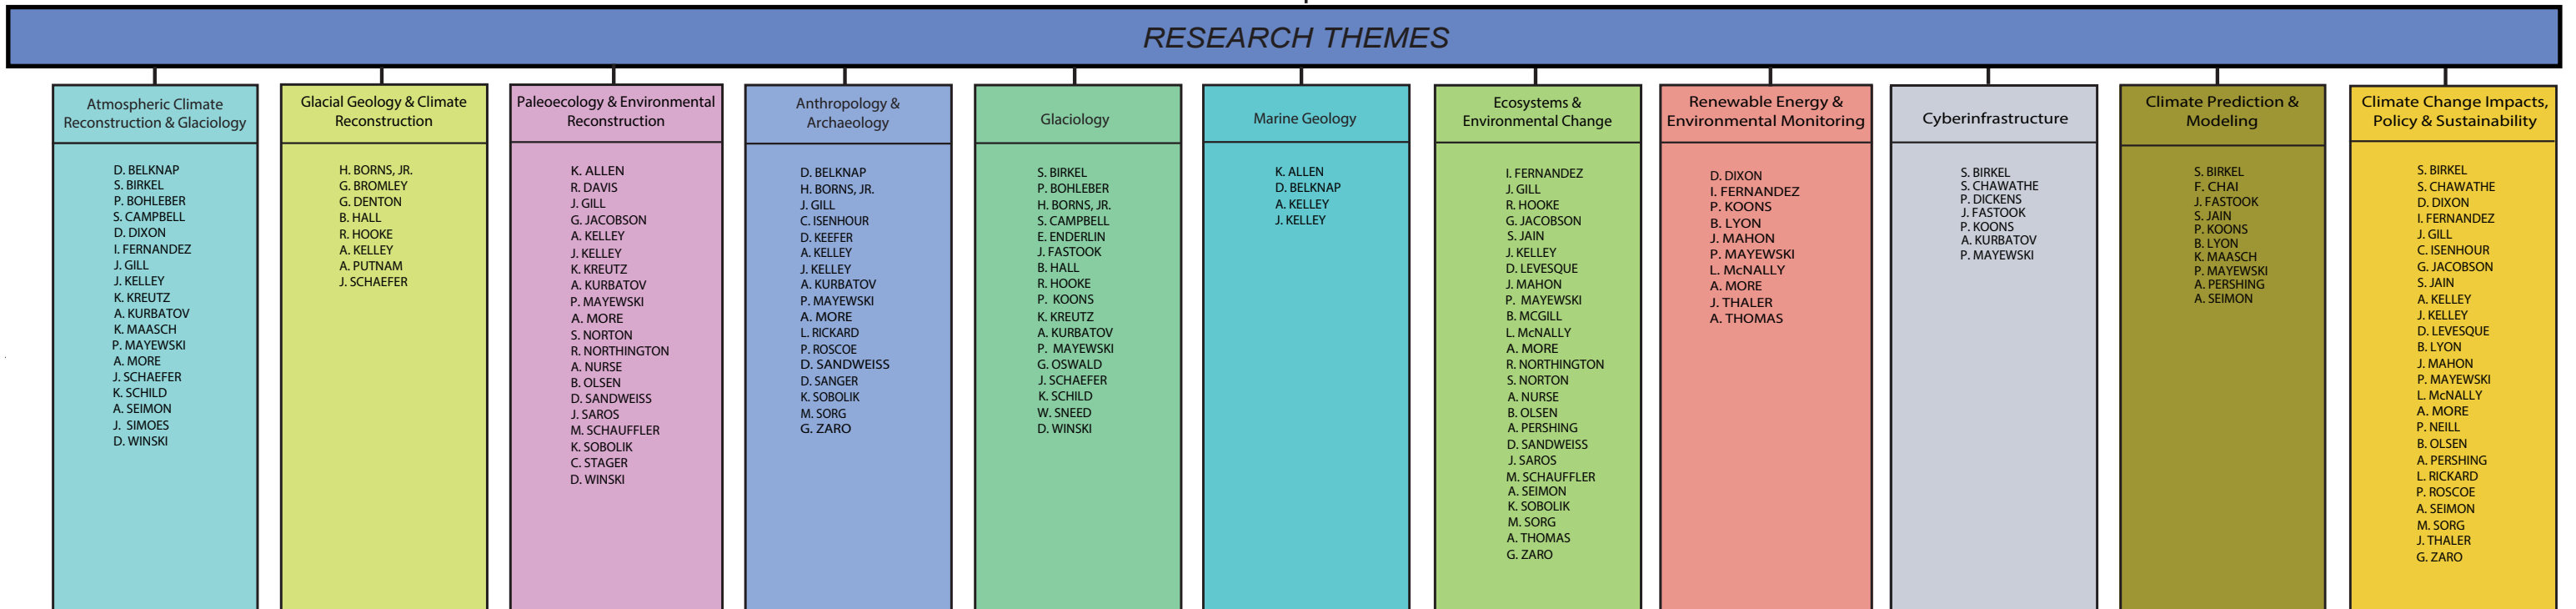 RESEARCH THEMES
Atmospheric Climate
Reconstruction & Glaciology
D. BELKNAP
S. BIRKEL
P. BOHLEBER
S. CAMPBELL
D. DIXON
I. FERNANDEZ
J. GILL
J. KELLEY
K. KREUTZ
A. KURBATOV
K. MAASCH
P. MAYEWSKI
A. MORE
J. SCHAEFER
K. SCHILD
A. SEIMON
J. SIMOES
D. WINSKI
Glacial Geology & Climate
Reconstruction
H. BORNS, JR.
G. BROMLEY
G. DENTON
B. HALL
R. HOOKE
A. KELLEY
A. PUTNAM
J. SCHAEFER
Paleoecology & Environmental
Reconstruction
K. ALLEN
R. DAVIS
J. GILL
G. JACOBSON
A. KELLEY
J. KELLEY
K. KREUTZ
A. KURBATOV
P. MAYEWSKI
A. MORE
S. NORTON
R. NORTHINGTON
A. NURSE
B. OLSEN
D. SANDWEISS
J. SAROS
M. SCHAUFFLER
K. SOBOLIK
C. STAGER
D. WINSKI
Anthropology &
Archaeology
D. BELKNAP
H. BORNS, JR.
J. GILL
C. ISENHOUR
D. KEEFER
A. KELLEY
J. KELLEY
A. KURBATOV
P. MAYEWSKI
A. MORE
L. RICKARD
P. ROSCOE
D. SANDWEISS
D. SANGER
K. SOBOLIK
M. SORG
G. ZARO
Glaciology
S. BIRKEL
P. BOHLEBER
H. BORNS, JR.
S. CAMPBELL
E. ENDERLIN
J. FASTOOK
B. HALL
R. HOOKE
P. KOONS
K. KREUTZ
A. KURBATOV
P. MAYEWSKI
G. OSWALD
J. SCHAEFER
K. SCHILD
W. SNEED
D. WINSKI
Marine Geology
K. ALLEN
D. BELKNAP
A. KELLEY
J. KELLEY
Ecosystems &
Environmental Change
I. FERNANDEZ
J. GILL
R. HOOKE
G. JACOBSON
S. JAIN
J. KELLEY
D. LEVESQUE
J. MAHON
P. MAYEWSKI
B. MCGILL
L. McNALLY
A. MORE
R. NORTHINGTON
S. NORTON
A. NURSE
B. OLSEN
A. PERSHING
D. SANDWEISS
J. SAROS
M. SCHAUFFLER
A. SEIMON
K. SOBOLIK
M. SORG
A. THOMAS
G. ZARO
Renewable Energy &
Environmental Monitoring
D. DIXON
I. FERNANDEZ
P. KOONS
B. LYON
J. MAHON
P. MAYEWSKI
L. McNALLY
A. MORE
J. THALER
A. THOMAS
Cyberinfrastructure
S. BIRKEL
S. CHAWATHE
P. DICKENS
J. FASTOOK
P. KOONS
A. KURBATOV
P. MAYEWSKI
Climate Prediction &
Modeling
S. BIRKEL
F. CHAI
J. FASTOOK
S. JAIN
P. KOONS
B. LYON
K. MAASCH
P. MAYEWSKI
A. PERSHING
A. SEIMON
Climate Change Impacts,
Policy & Sustainability
S. BIRKEL
S. CHAWATHE
D. DIXON
I. FERNANDEZ
J. GILL
C. ISENHOUR
G. JACOBSON
S. JAIN
A. KELLEY
J. KELLEY
D. LEVESQUE
B. LYON
J. MAHON
P. MAYEWSKI
L. McNALLY
A. MORE
P. NEILL
B. OLSEN
A. PERSHING
L. RICKARD
P. ROSCOE
A. SEIMON
M. SORG
J. THALER
G. ZARO